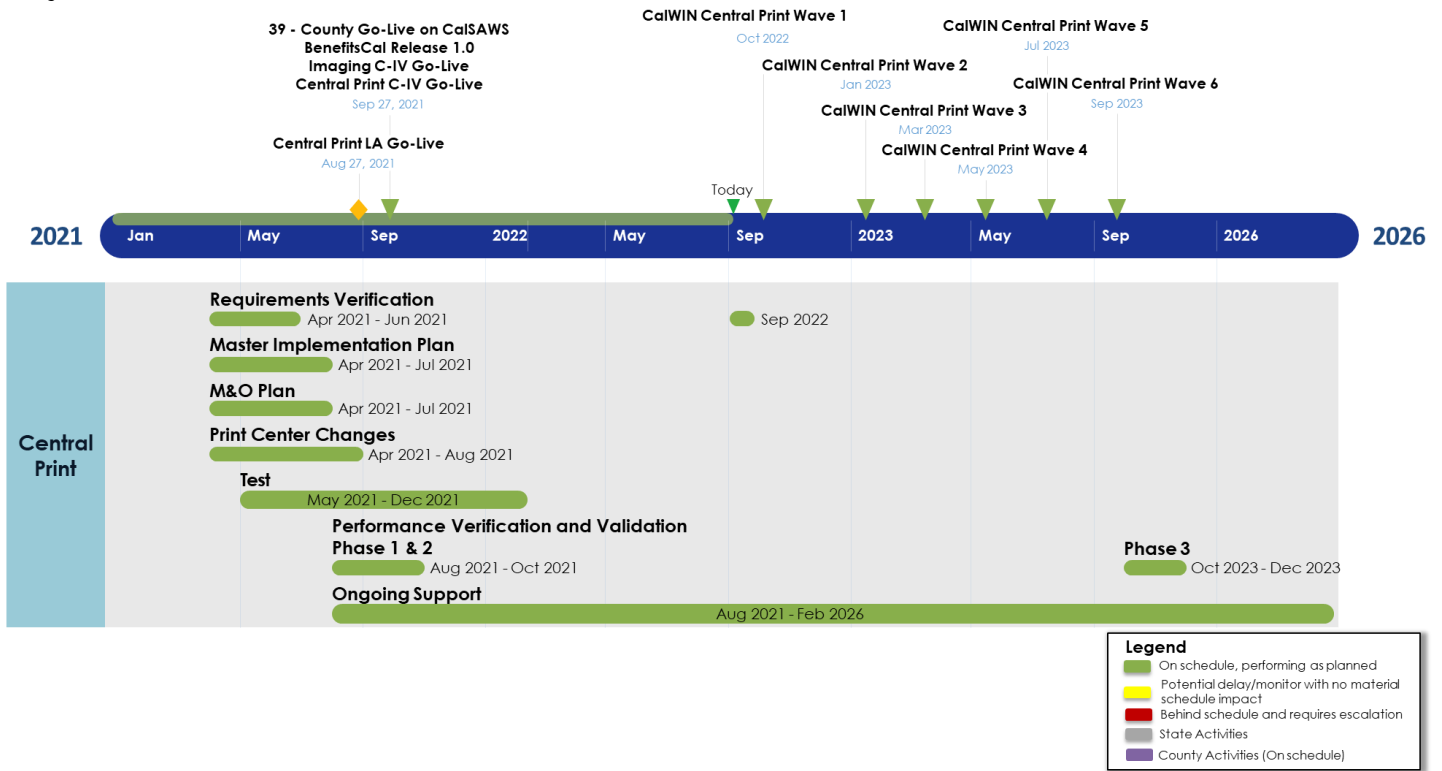 39 - County Go-Live on CalSAWS
BenefitsCal Release 1.0
Imaging C-IV Go-Live
Central Print C-IV Go-Live
Sep 27, 2021
Central Print LA Go-Live
Aug 27, 2021
CalWIN Central Print Wave 1
Oct 2022
CalWIN Central Print Wave 2
Jan 2023
CalWIN Central Print Wave 3
Mar 2023
CalWIN Central Print Wave 4
May 2023
CalWIN Central Print Wave 5
Jul 2023
CalWIN Central Print Wave 6
Sep 2023
Today
2021 Jan May Sep 2022 May Sep 2023 May Sep 2026 2026
Central
Print
Requirements Verification
Apr 2021 - Jun 2021
Sep 2022
Master Implementation Plan
Apr 2021 - Jul 2021
M&O Plan
Apr 2021 - Jul 2021
Print Center Changes
Apr 2021 - Aug 2021
Test
May 2021 - Dec 2021
Performance Verification and Validation
Phase 1 & 2
Aug 2021 - Oct 2021
Phase 3
Oct 2023 - Dec 2023
Ongoing Support
Aug 2021 - Feb 2026
Legend
On schedule, performing as planned
Potential delay/monitor with no material
schedule impact
Behind schedule and requires escalation
State Activities
County Activities (On schedule)